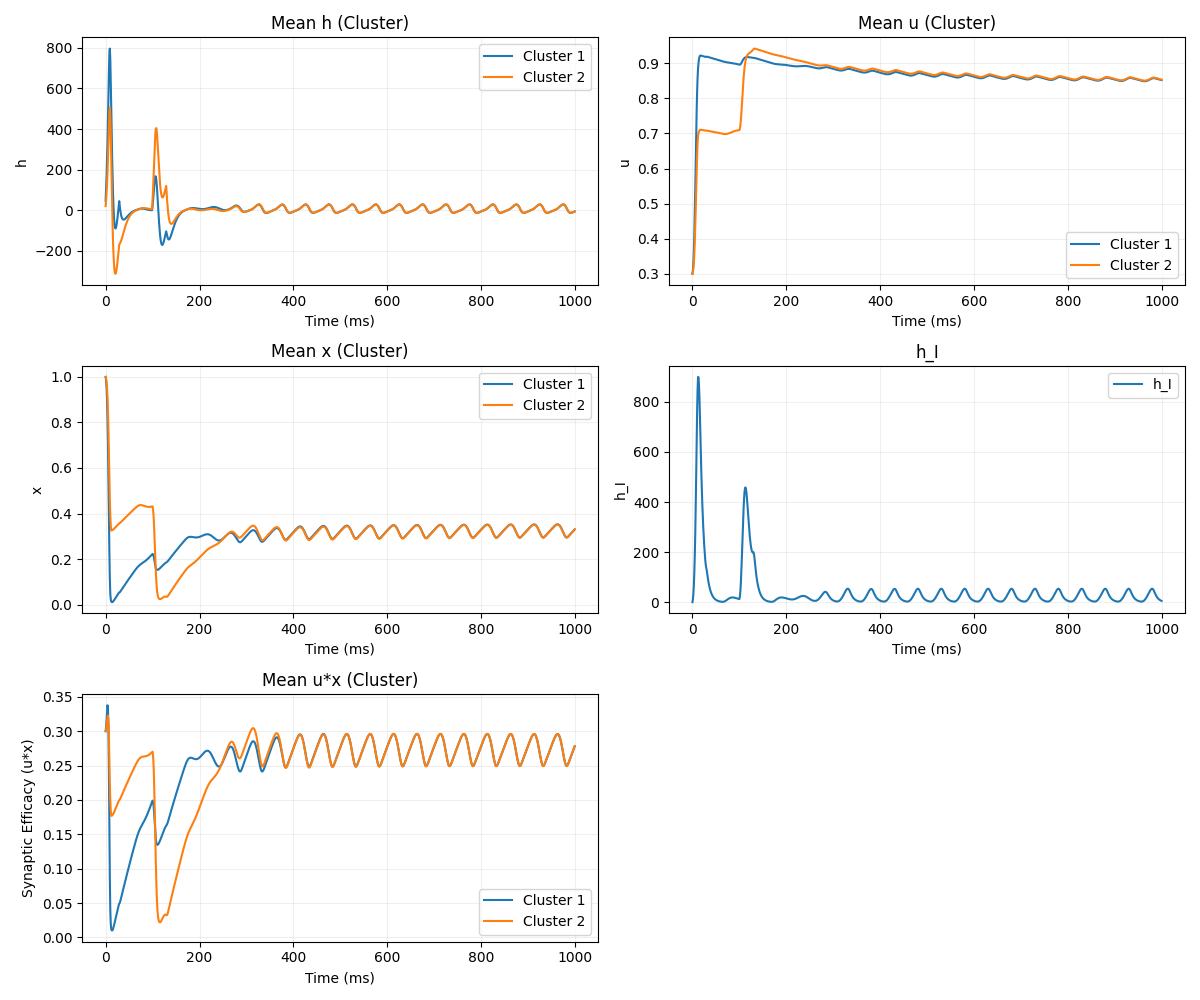 Mean h (Cluster)
800
600
400
200
0
−200
h
Cluster 1
Cluster 2
0 200 400 600 800 1000
Time (ms)
Mean u (Cluster)
0.9
0.8
0.7
0.6
0.5
0.4
0.3
u
Cluster 1
Cluster 2
0 200 400 600 800 1000
Time (ms)
Mean x (Cluster)
1.0
0.8
0.6
0.4
0.2
0.0
x
Cluster 1
Cluster 2
0 200 400 600 800 1000
Time (ms)
h_I
800
600
400
200
0
h_I
h_I
0 200 400 600 800 1000
Time (ms)
Mean u*x (Cluster)
0.35
0.30
0.25
0.20
0.15
0.10
0.05
0.00
Synaptic Efficacy (u*x)
Cluster 1
Cluster 2
0 200 400 600 800 1000
Time (ms)